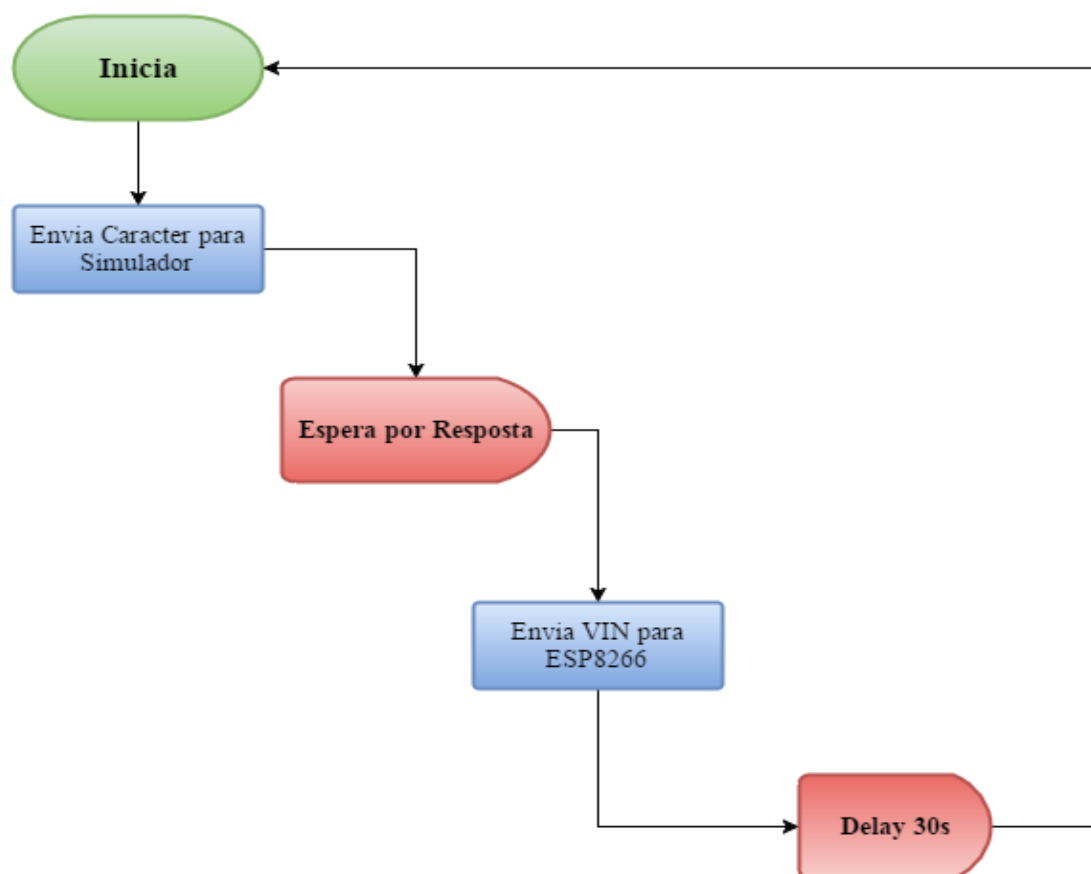 Inicia
Envia Caracter para
Simulador
Espera por Resposta
Envia VIN para
ESP8266
Delay 30s